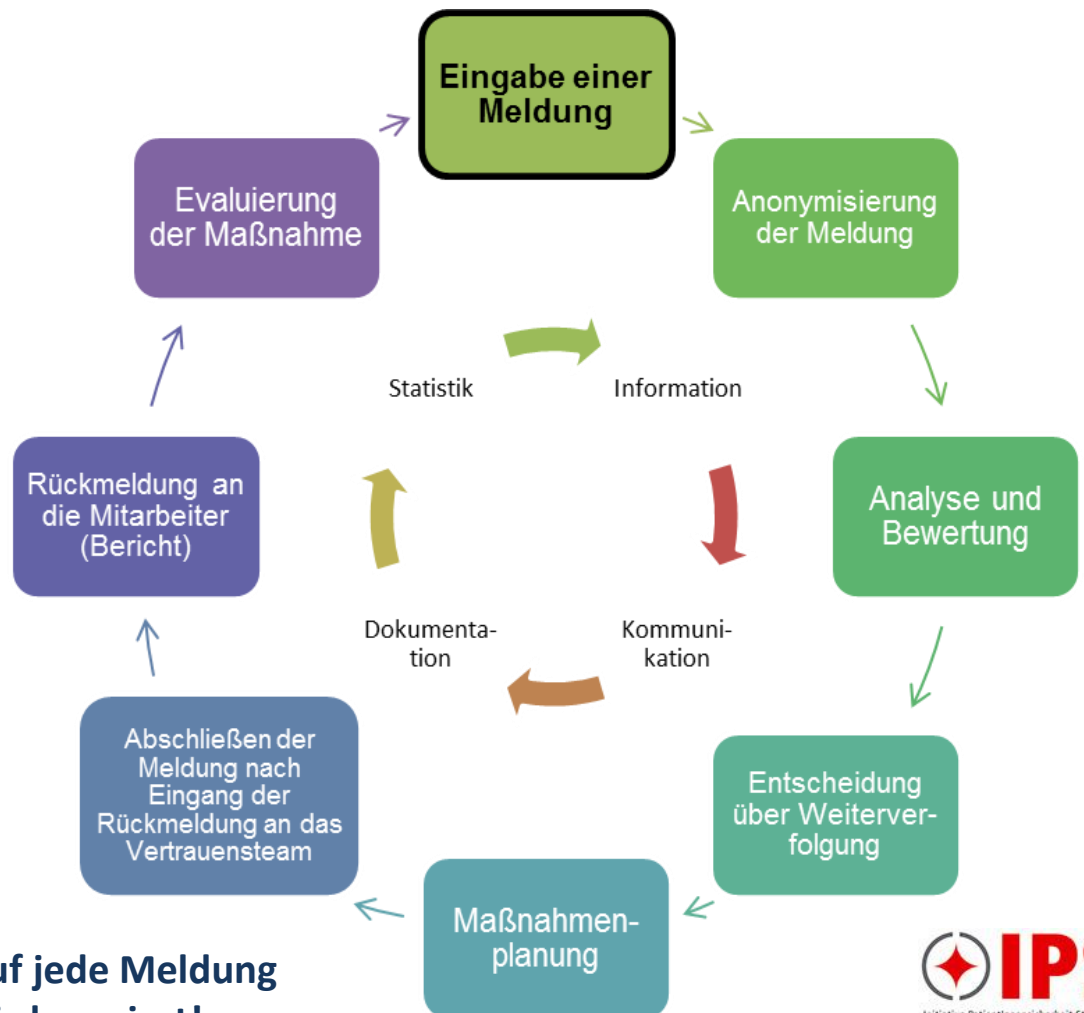 Eingabe einer
Meldung
Anonymisierung
der Meldung
Analyse und
Bewertung
Entscheidung
über Weiterver-
folgung
Maßnahmen-
planung
Abschließen der
Meldung nach
Eingang der
Rückmeldung an das
Vertrauensteam
Rückmeldung an
die Mitarbeiter
(Bericht)
Evaluierung
der Maßnahme
Statistik
Information
Kommuni-
kation
Dokumenta-
tion
uf jede Meldung
IP